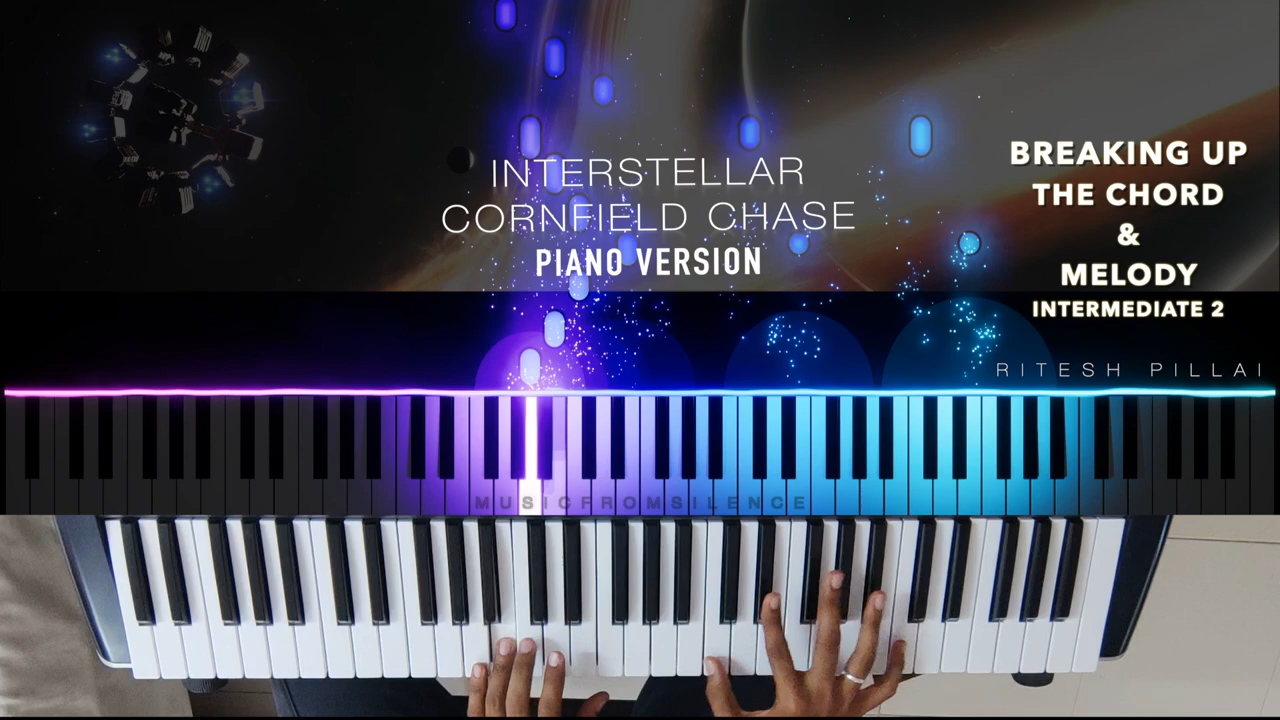 INTERSTELLAR
CORNFIELD CHASE
PIANO VERSION
BREAKING UP
THE CHORD
&
MELODY
INTERMEDIATE 2
RITESH PILLAI
MUSICFROMSILENCE